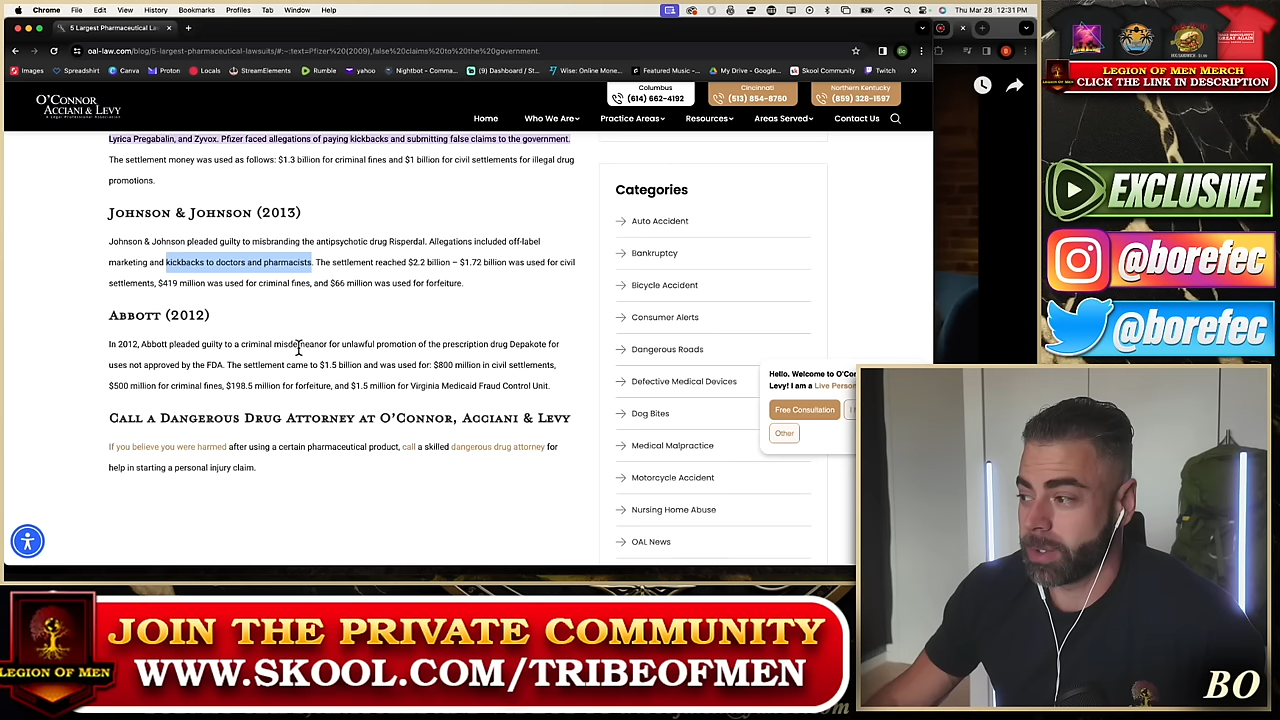 Chrome File Edit View History Bookmarks Profiles Tab Window Help
Thu Mar 28 12:31 PM
5 Largest Pharmaceutical La
oal-law.com/blog/5-largest-pharmaceutical-lawsuits/#:~:text=Pfizer%20(2009),false%20claims%20to%20the%20government.
Images Spreadshirt Canva Proton Locals StreamElements Rumble Yahoo Nightbot - Comma... (9) Dashboard / St... Wise: Online Mone... Featured Music -... My Drive - Google... Skool Community Twitch
O'Connor
Acciani & Levy
A Legal Professional Association
Columbus
(614) 662-4192
Cincinnati
(513) 854-8760
Northern Kentucky
(859) 328-1597
Home Who We Are Practice Areas Resources Areas Served Contact Us
Lyrica Pregabalin, and Zyvox. Pfizer faced allegations of paying kickbacks and submitting false claims to the government.
The settlement money was used as follows: $1.3 billion for criminal fines and $1 billion for civil settlements for illegal drug
promotions.
Johnson & Johnson (2013)
Johnson & Johnson pleaded guilty to misbranding the antipsychotic drug Risperdal. Allegations included off-label
marketing and kickbacks to doctors and pharmacists. The settlement reached $2.2 billion – $1.72 billion was used for civil
settlements, $419 million was used for criminal fines, and $66 million was used for forfeiture.
Abbott (2012)
In 2012, Abbott pleaded guilty to a criminal misdemeanor for unlawful promotion of the prescription drug Depakote for
uses not approved by the FDA. The settlement came to $1.5 billion and was used for: $800 million in civil settlements,
$500 million for criminal fines, $198.5 million for forfeiture, and $1.5 million for Virginia Medicaid Fraud Control Unit.
Call a Dangerous Drug Attorney at O'Connor, Acciani & Levy
If you believe you were harmed after using a certain pharmaceutical product, call a skilled dangerous drug attorney for
help in starting a personal injury claim.
Categories
Auto Accident
Bankruptcy
Bicycle Accident
Consumer Alerts
Dangerous Roads
Defective Medical Devices
Dog Bites
Medical Malpractice
Motorcycle Accident
Nursing Home Abuse
OAL News
Hello. Welcome to O'Con
Levy! I am a Live Person
Free Consultation
Other
LEGION OF MEN MERCH
CLICK THE LINK IN DESCRIPTION
EXCLUSIVE
@borefec
@borefec
BO
LEGION OF MEN
JOIN THE PRIVATE COMMUNITY
WWW.SKOOL.COM/TRIBEOFMEN